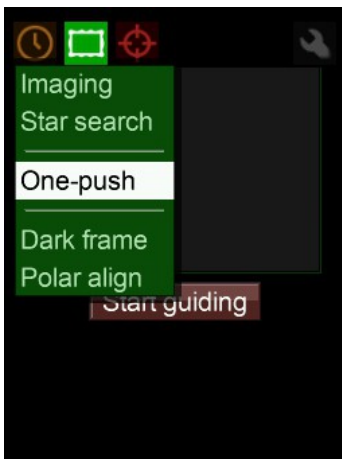 Imaging
Star search
One-push
Dark frame
Polar align
Start guiding